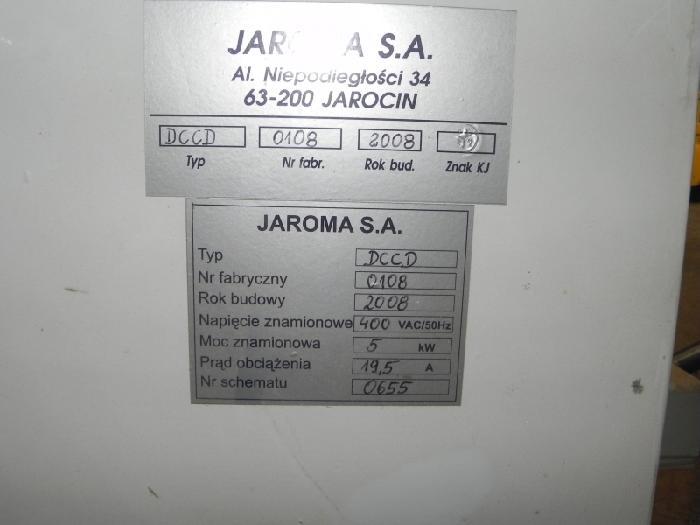 JAROMA S.A.
Al. Niepodległości 34
63-200 JAROCIN
DCCD 0108 2008
Typ Nr fabr. Rok bud. Znak KJ
JAROMA S.A.
Typ DCCD
Nr fabryczny 0108
Rok budowy 2008
Napięcie znamionowe 400 VAC/50Hz
Moc znamionowa 5 kW
Prąd obciążenia 19,5 A
Nr schematu 0655